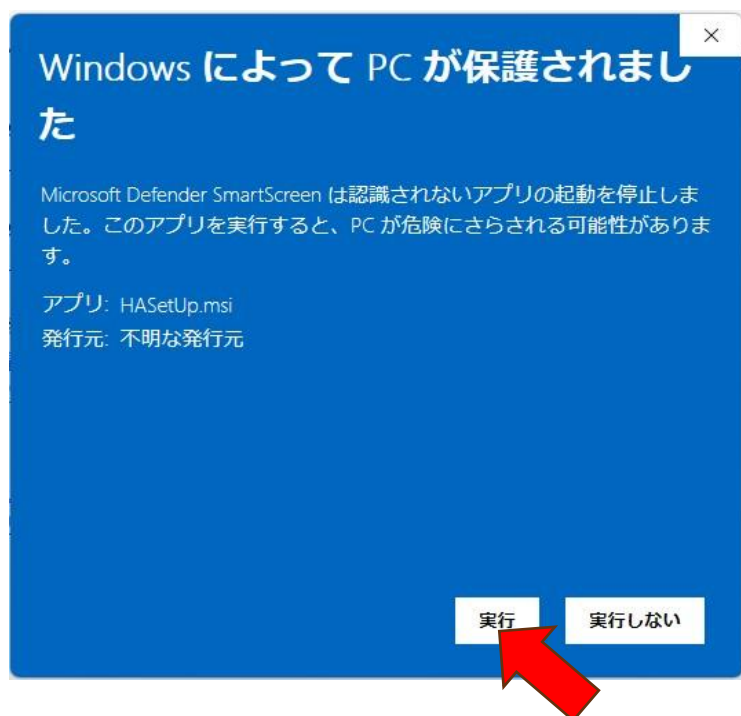 Windows によって PC が保護されまし
た
Microsoft Defender SmartScreen は認識されないアプリの起動を停止しま
した。このアプリを実行すると、PC が危険にさらされる可能性がありま
す。
アプリ: HASetUp.msi
発行元: 不明な発行元
実行 実行しない